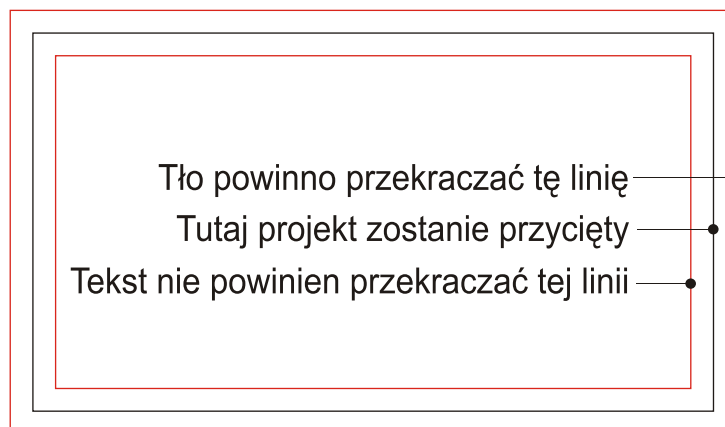 Tło powinno przekraczać tę linię
Tutaj projekt zostanie przycięty
Tekst nie powinien przekraczać tej linii